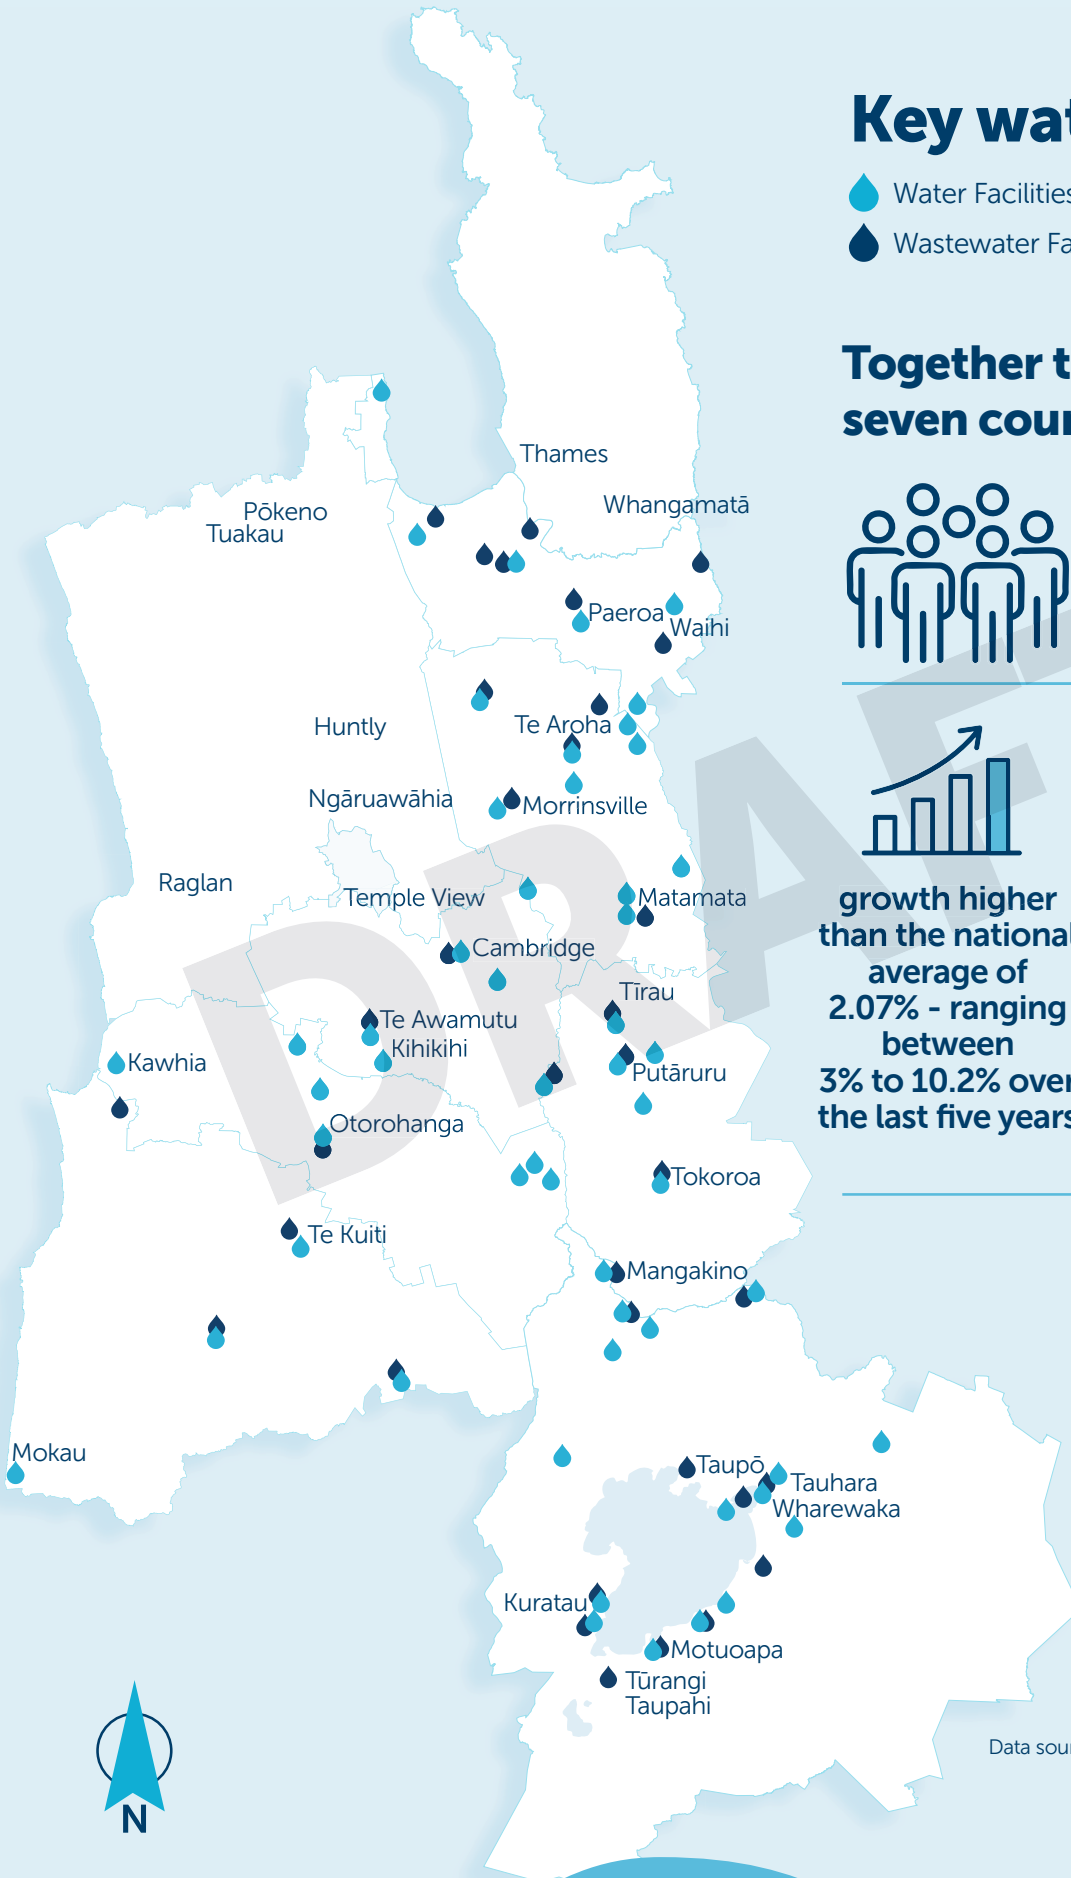 Key wat
Water Facilities
Wastewater Fa
Together t
seven cour
Thames
Whangamatā
Pōkeno
Tuakau
Paeroa
Waihi
Huntly
Te Aroha
Ngāruawāhia
Morrinsville
Raglan
Temple View
Matamata
Cambridge
Tīrau
Te Awamutu
Kihikihi
Kawhia
Putāruru
Otorohanga
Tokoroa
Te Kuiti
Mangakino
Mokau
Taupō
Tauhara
Wharewaka
Kuratau
Motuoapa
Tūrangi
Taupahi
growth higher
than the national
average of
2.07% - ranging
between
3% to 10.2% over
the last five years
DRAFT
Data sour
N